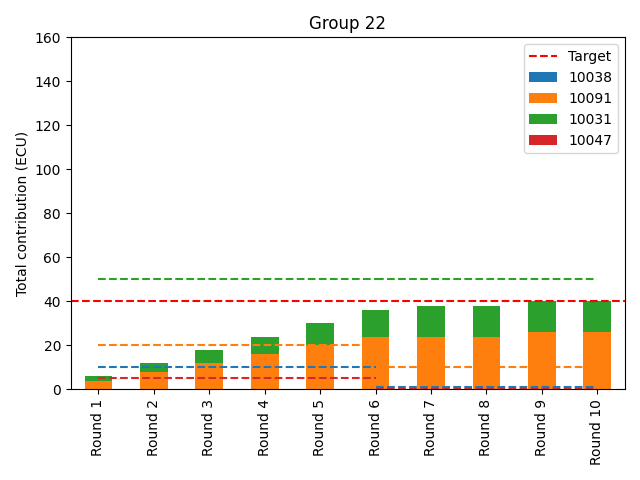 Group 22
Total contribution (ECU)
160
140
120
100
80
60
40
20
0
Target
10038
10091
10031
10047
Round 1
Round 2
Round 3
Round 4
Round 5
Round 6
Round 7
Round 8
Round 9
Round 10